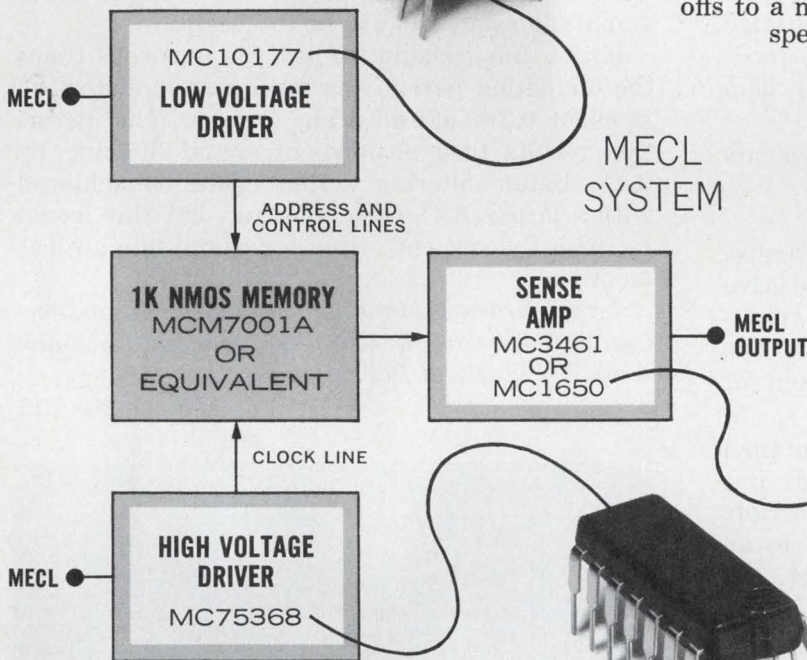 offs to a
spe
MC10177
MECL
LOW VOLTAGE
DRIVER
MECL
SYSTEM
ADDRESS AND
CONTROL LINES
1K NMOS MEMORY
MCM7001A
OR
EQUIVALENT
SENSE
AMP
MC3461
OR
MC1650
MECL
OUTPUT
CLOCK LINE
HIGH VOLTAGE
DRIVER
MECL
MC75368